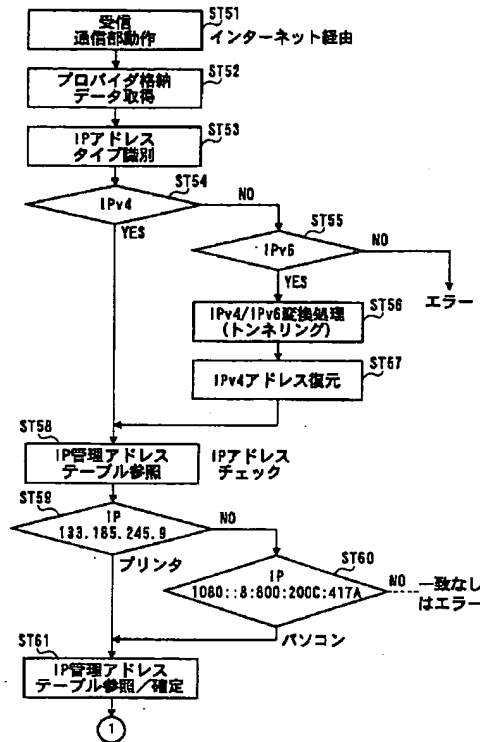 ST51
受信
通信部動作
インターネット経由
ST52
プロバイダ格納
データ取得
ST53
IPアドレス
タイプ識別
ST54
IPv4
NO
YES
ST55
IPv6
NO
YES
エラー
ST56
IPv4/IPv6変換処理
(トンネリング)
ST57
IPv4アドレス復元
ST58
IP管理アドレス
テーブル参照
IPアドレス
チェック
ST59
IP
133.185.245.9
NO
プリンタ
ST60
IP
1080::8:800:200C:417A
NO
一致なし
はエラー
パソコン
ST61
IP管理アドレス
テーブル参照/確定
1